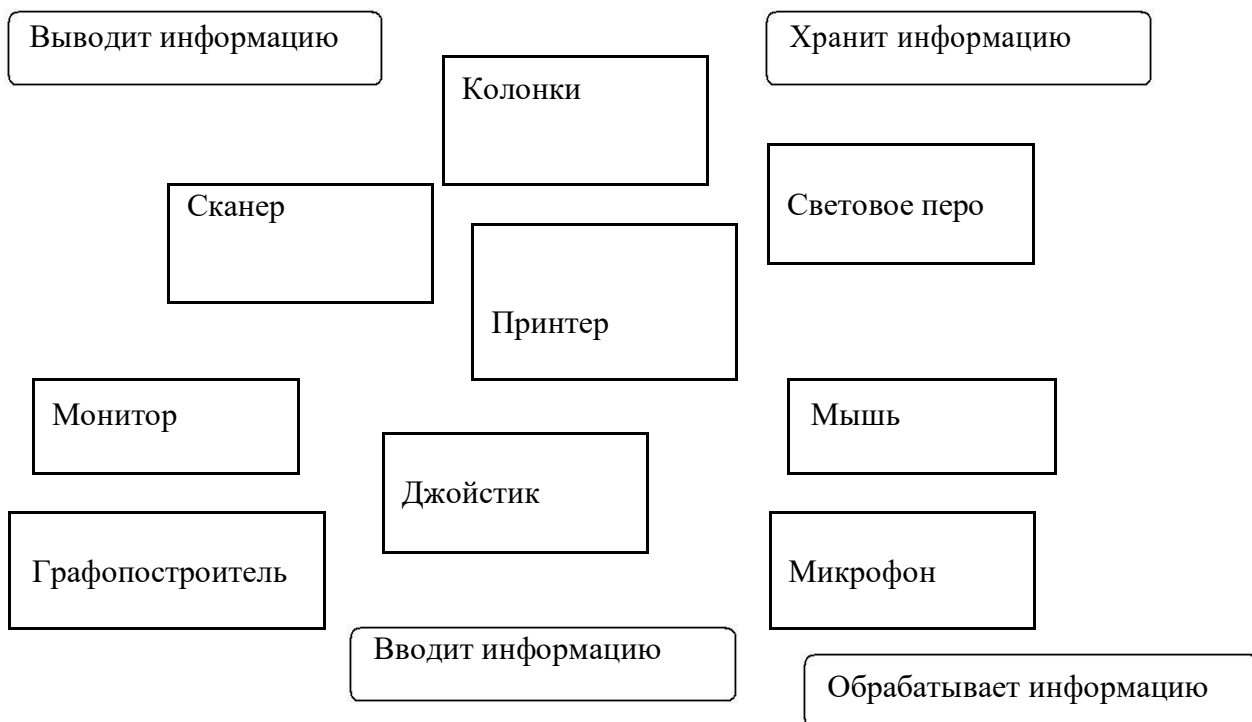 Выводит информацию
Хранит информацию
Колонки
Сканер
Световое перо
Принтер
Монитор
Мышь
Джойстик
Графопостроитель
Микрофон
Вводит информацию
Обрабатывает информацию